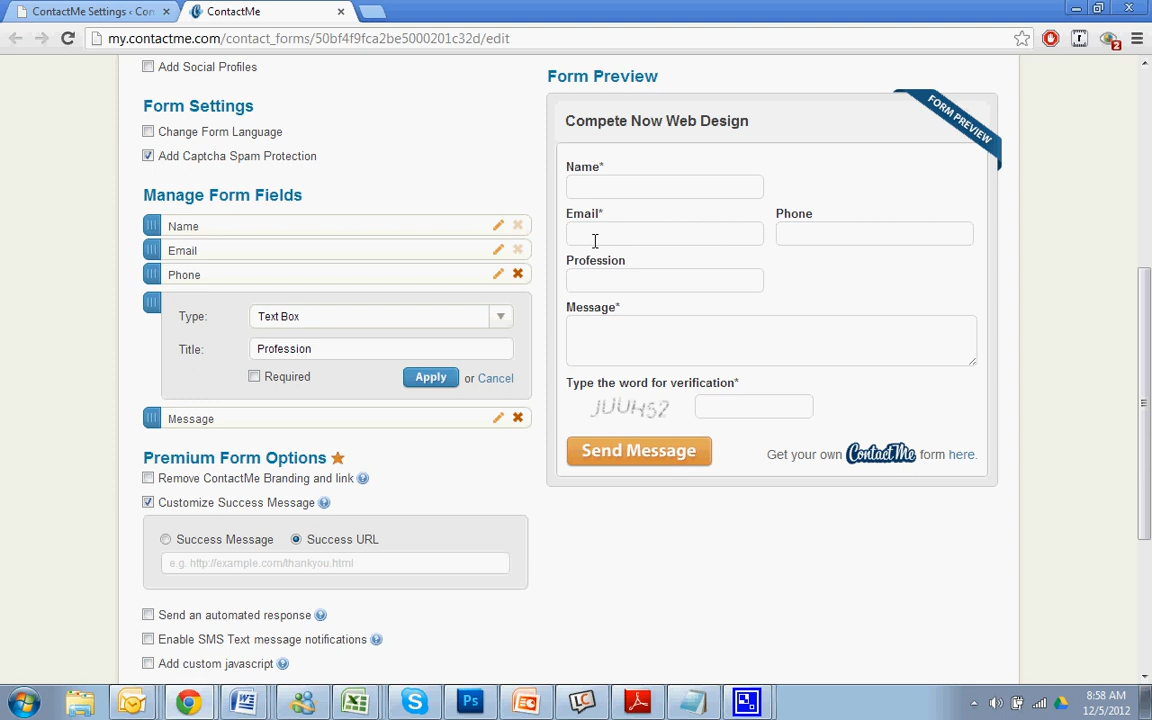 ContactMe Settings ‹ Con
ContactMe
my.contactme.com/contact_forms/50bf4f9fca2be5000201c32d/edit
2
Add Social Profiles
Form Settings
Change Form Language
Add Captcha Spam Protection
Manage Form Fields
Name
Email
Phone
Type:
Text Box
Title:
Profession
Required
Apply
or Cancel
Message
Premium Form Options
Remove ContactMe Branding and link
Customize Success Message
Success Message
Success URL
e.g. http://example.com/thankyou.html
Send an automated response
Enable SMS Text message notifications
Add custom javascript
Form Preview
FORM PREVIEW
Compete Now Web Design
Name*
Email*
Phone
Profession
Message*
Type the word for verification*
JUUH52
Send Message
Get your own ContactMe form here.
8:58 AM
12/5/2012